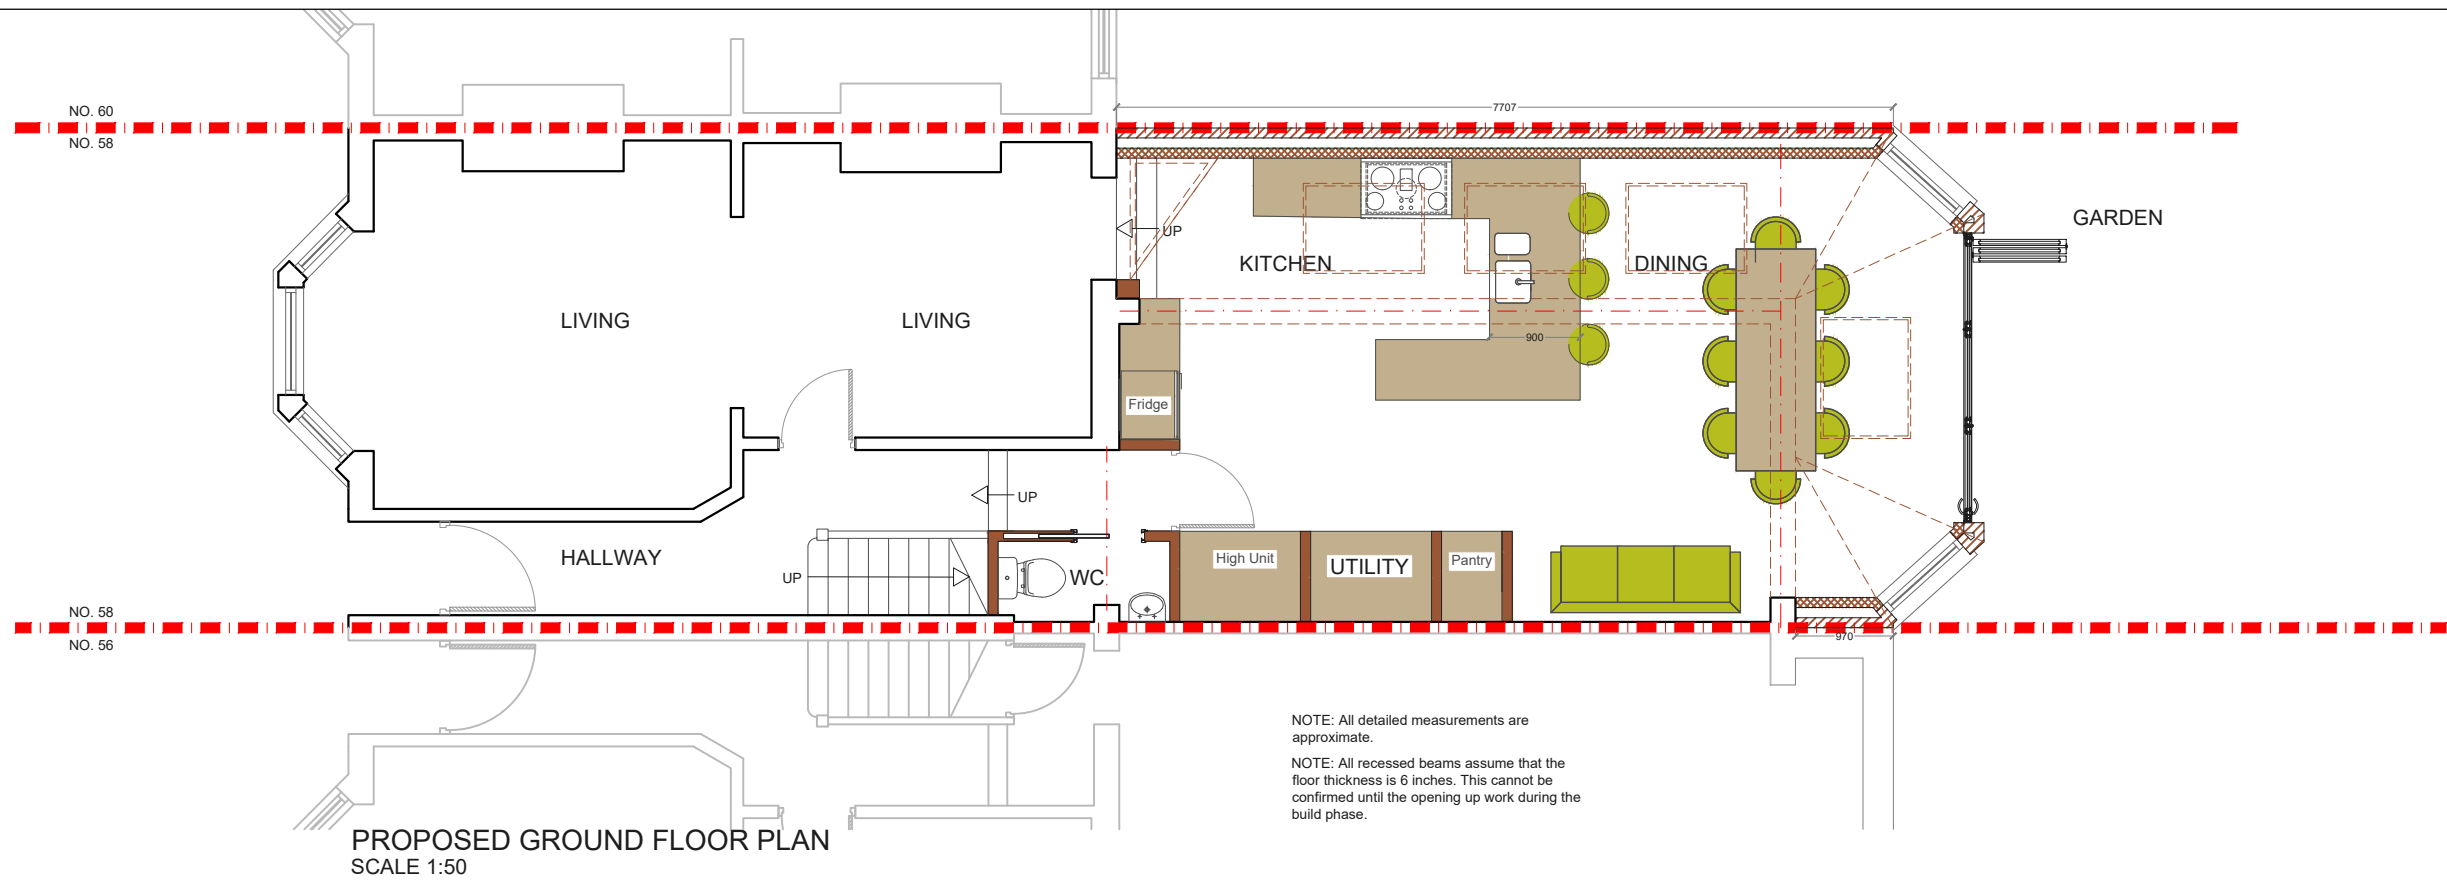 NO. 60
NO. 58
7707
GARDEN
UP
KITCHEN
DINING
LIVING
LIVING
900
Fridge
UP
HALLWAY
UP
WC
High Unit
UTILITY
Pantry
NO. 58
NO. 56
970
NOTE: All detailed measurements are
approximate.
NOTE: All recessed beams assume that the
floor thickness is 6 inches. This cannot be
confirmed until the opening up work during the
build phase.
PROPOSED GROUND FLOOR PLAN
SCALE 1:50